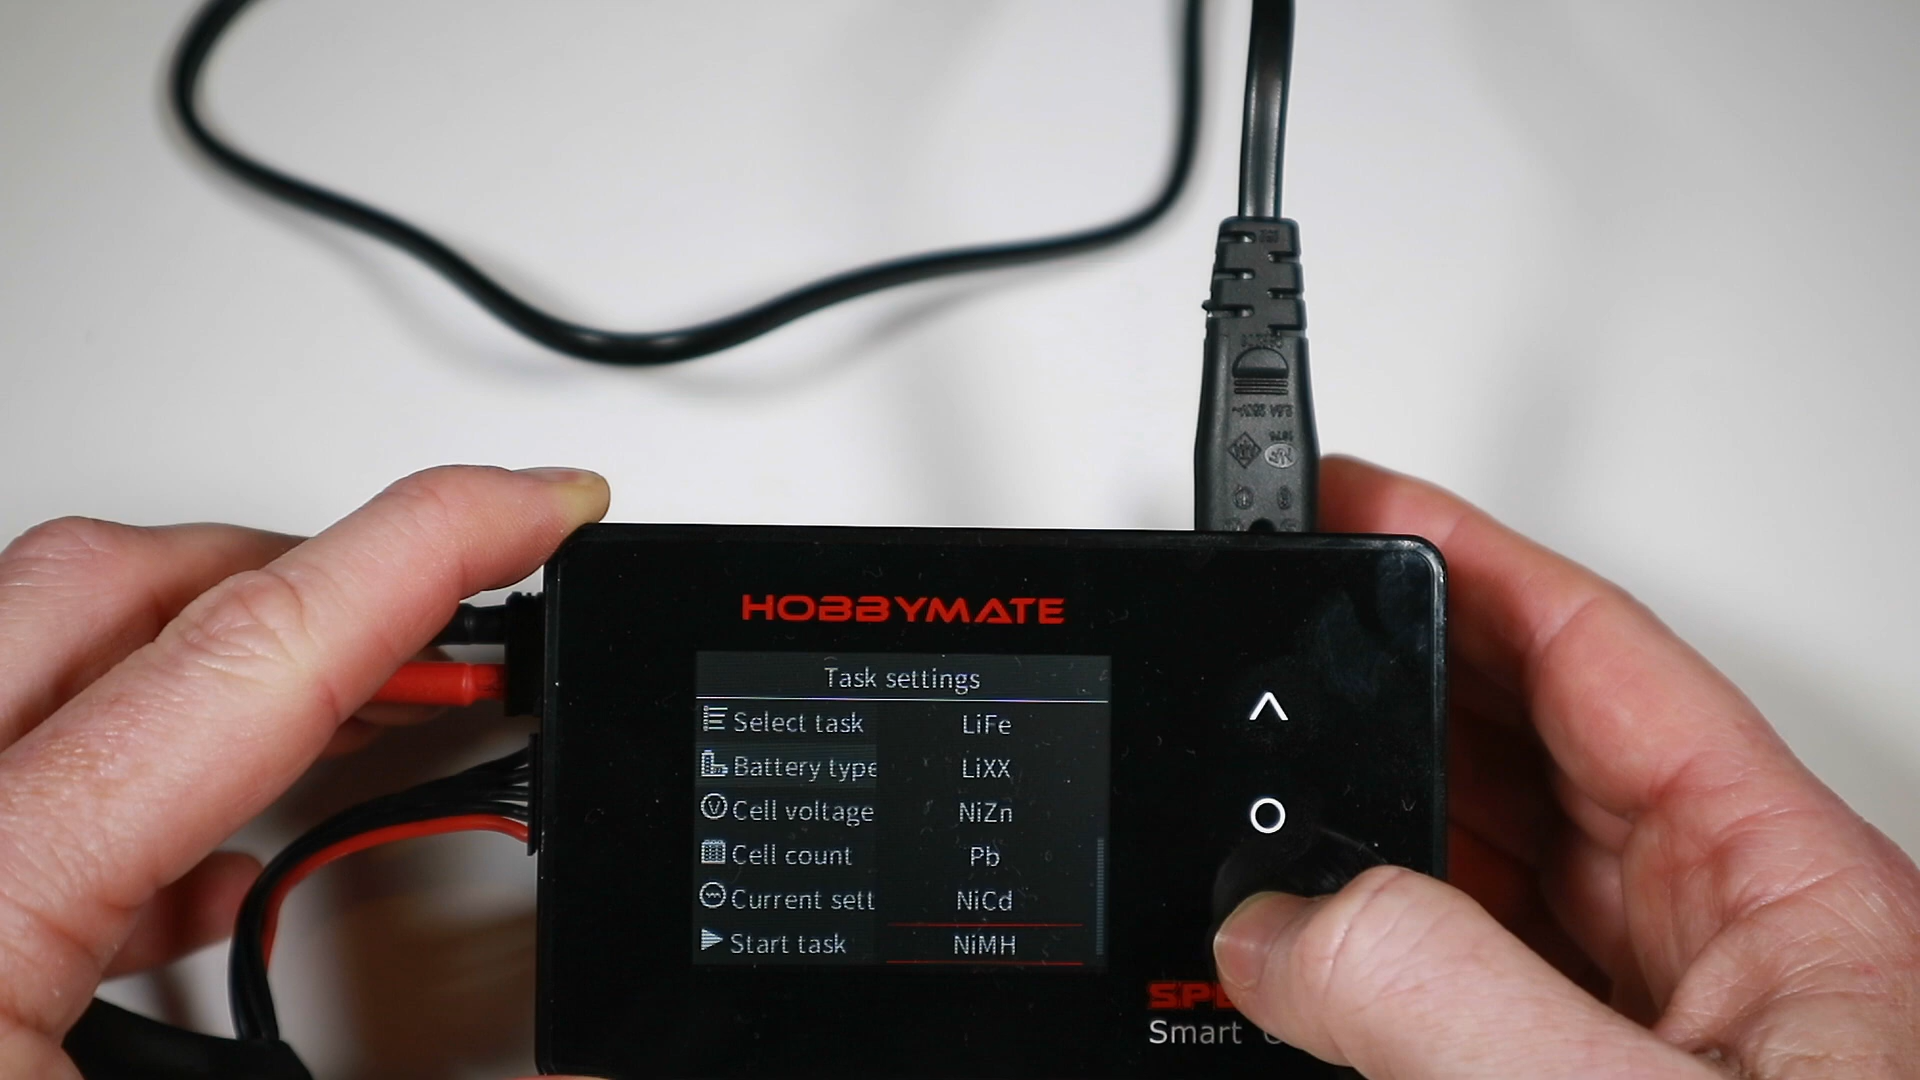 HOBBYMATE
Task settings
Select task LiFe
Battery type LiXX
Cell voltage NiZn
Cell count Pb
Current sett NiCd
Start task NiMH
Smart